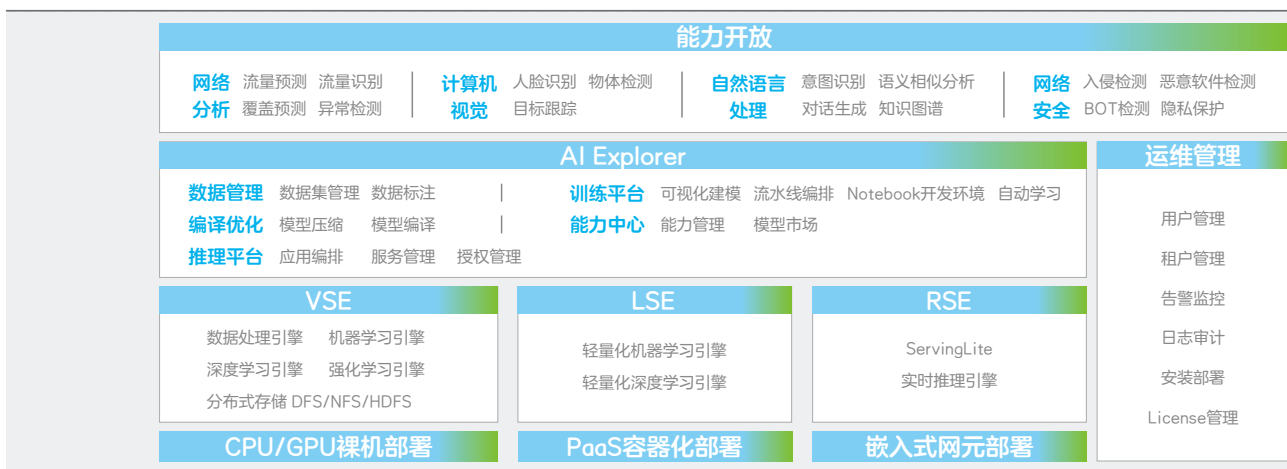 能力开放
网络 流量预测 流量识别
分析 覆盖预测 异常检测
计算机 人脸识别 物体检测
视觉 目标跟踪
自然语言 意图识别 语义相似分析
处理 对话生成 知识图谱
网络 入侵检测 恶意软件检测
安全 BOT检测 隐私保护
AI Explorer
数据管理 数据集管理 数据标注
训练平台 可视化建模 流水线编排 Notebook开发环境 自动学习
编译优化 模型压缩 模型编译
能力中心 能力管理 模型市场
推理平台 应用编排 服务管理 授权管理
运维管理
用户管理
租户管理
告警监控
日志审计
安装部署
License管理
VSE
数据处理引擎 机器学习引擎
深度学习引擎 强化学习引擎
分布式存储 DFS/NFS/HDFS
LSE
轻量化机器学习引擎
轻量化深度学习引擎
RSE
ServingLite
实时推理引擎
CPU/GPU裸机部署
PaaS容器化部署
嵌入式网元部署